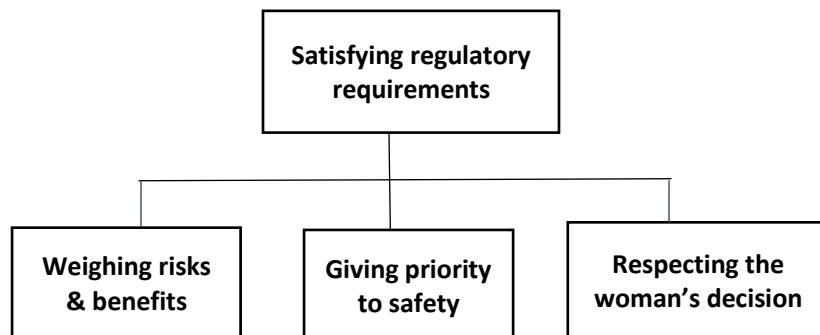 Satisfying regulatory
requirements
Weighing risks
& benefits
Giving priority
to safety
Respecting the
woman’s decision